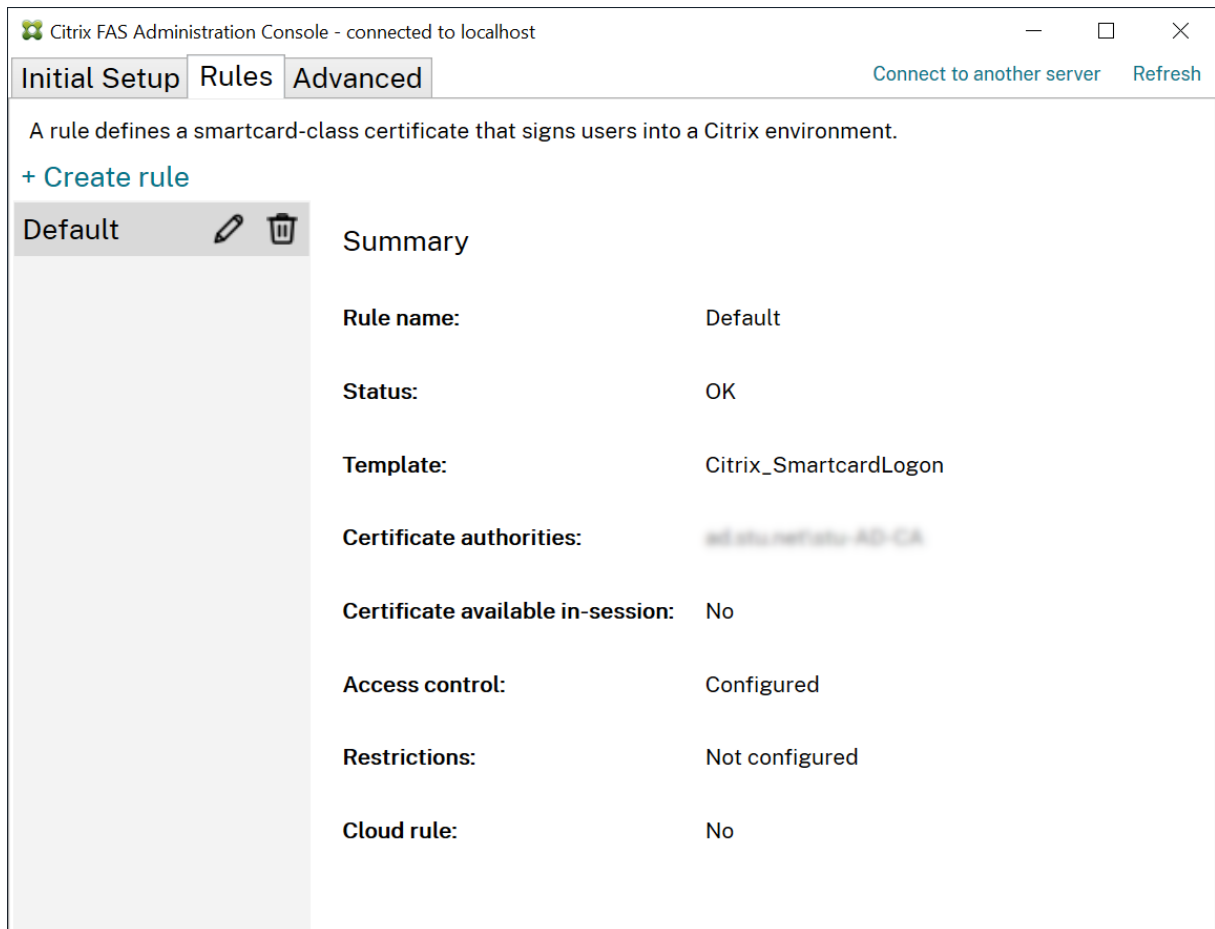 Citrix FAS Administration Console - connected to localhost
Initial Setup Rules Advanced Connect to another server Refresh
A rule defines a smartcard-class certificate that signs users into a Citrix environment.
+ Create rule
Default
Summary
Rule name: Default
Status: OK
Template: Citrix_SmartcardLogon
Certificate authorities:
Certificate available in-session: No
Access control: Configured
Restrictions: Not configured
Cloud rule: No